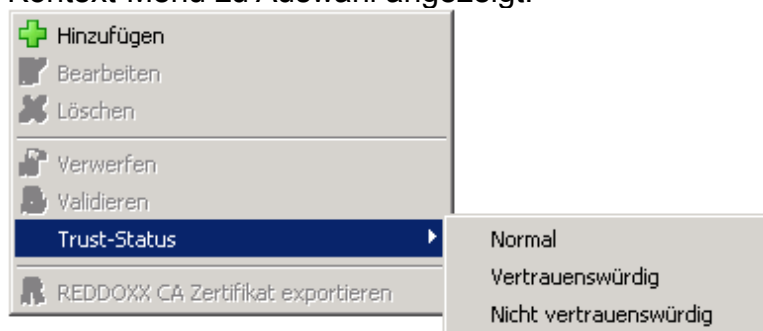 Kontext-Menü zu Auswahl angezeigt.
Hinzufügen
Bearbeiten
Löschen
Verwerfen
Validieren
Trust-Status
Normal
Vertrauenswürdig
Nicht vertrauenswürdig
REDDOXX CA Zertifikat exportieren